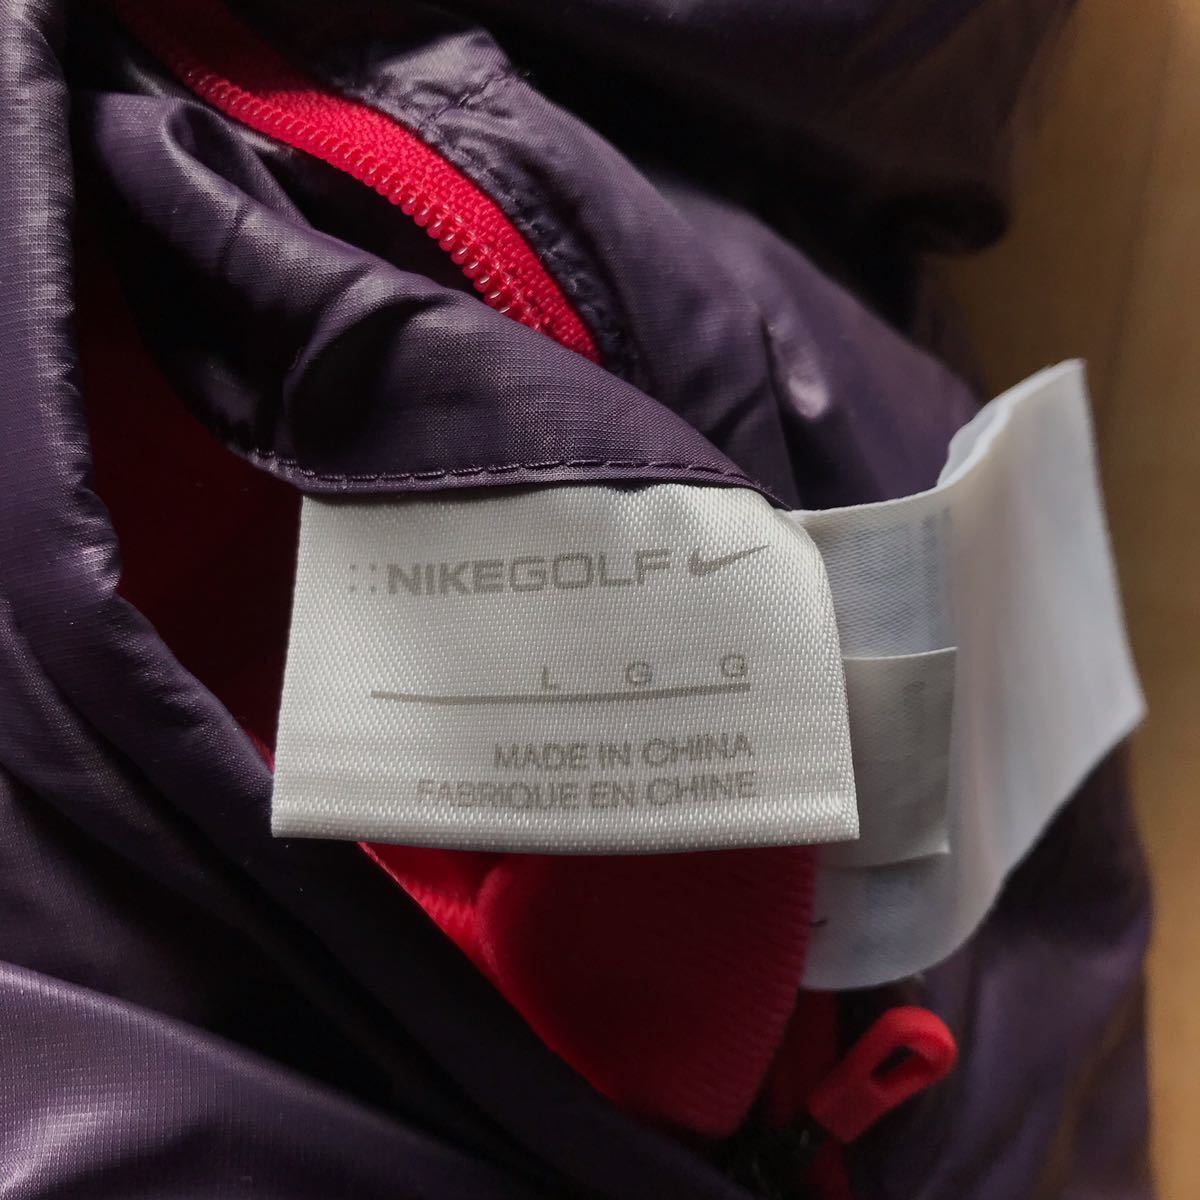 ::NIKEGOLF
L G G
MADE IN CHINA
FABRIQUE EN CHINE